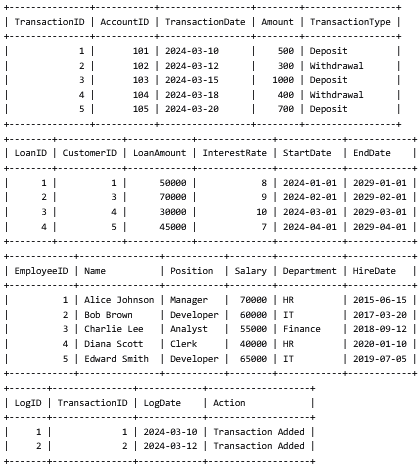 +---------------+-----------+-----------------+--------+-----------------+
| TransactionID | AccountID | TransactionDate | Amount | TransactionType |
+---------------+-----------+-----------------+--------+-----------------+
| 1 | 101 | 2024-03-10 | 500 | Deposit |
| 2 | 102 | 2024-03-12 | 300 | Withdrawal |
| 3 | 103 | 2024-03-15 | 1000 | Deposit |
| 4 | 104 | 2024-03-18 | 400 | Withdrawal |
| 5 | 105 | 2024-03-20 | 700 | Deposit |
+---------------+-----------+-----------------+--------+-----------------+
+--------+------------+------------+--------------+------------+------------+
| LoanID | CustomerID | LoanAmount | InterestRate | StartDate | EndDate |
+--------+------------+------------+--------------+------------+------------+
| 1 | 1 | 50000 | 8 | 2024-01-01 | 2029-01-01 |
| 2 | 3 | 70000 | 9 | 2024-02-01 | 2029-02-01 |
| 3 | 4 | 30000 | 10 | 2024-03-01 | 2029-03-01 |
| 4 | 5 | 45000 | 7 | 2024-04-01 | 2029-04-01 |
+--------+------------+------------+--------------+------------+------------+
+------------+---------------+-----------+--------+------------+------------+
| EmployeeID | Name | Position | Salary | Department | HireDate |
+------------+---------------+-----------+--------+------------+------------+
| 1 | Alice Johnson | Manager | 70000 | HR | 2015-06-15 |
| 2 | Bob Brown | Developer | 60000 | IT | 2017-03-20 |
| 3 | Charlie Lee | Analyst | 55000 | Finance | 2018-09-12 |
| 4 | Diana Scott | Clerk | 40000 | HR | 2020-01-10 |
| 5 | Edward Smith | Developer | 65000 | IT | 2019-07-05 |
+------------+---------------+-----------+--------+------------+------------+
+-------+---------------+------------+-------------------+
| LogID | TransactionID | LogDate | Action |
+-------+---------------+------------+-------------------+
| 1 | 1 | 2024-03-10 | Transaction Added |
| 2 | 2 | 2024-03-12 | Transaction Added |
+-------+---------------+------------+-------------------+